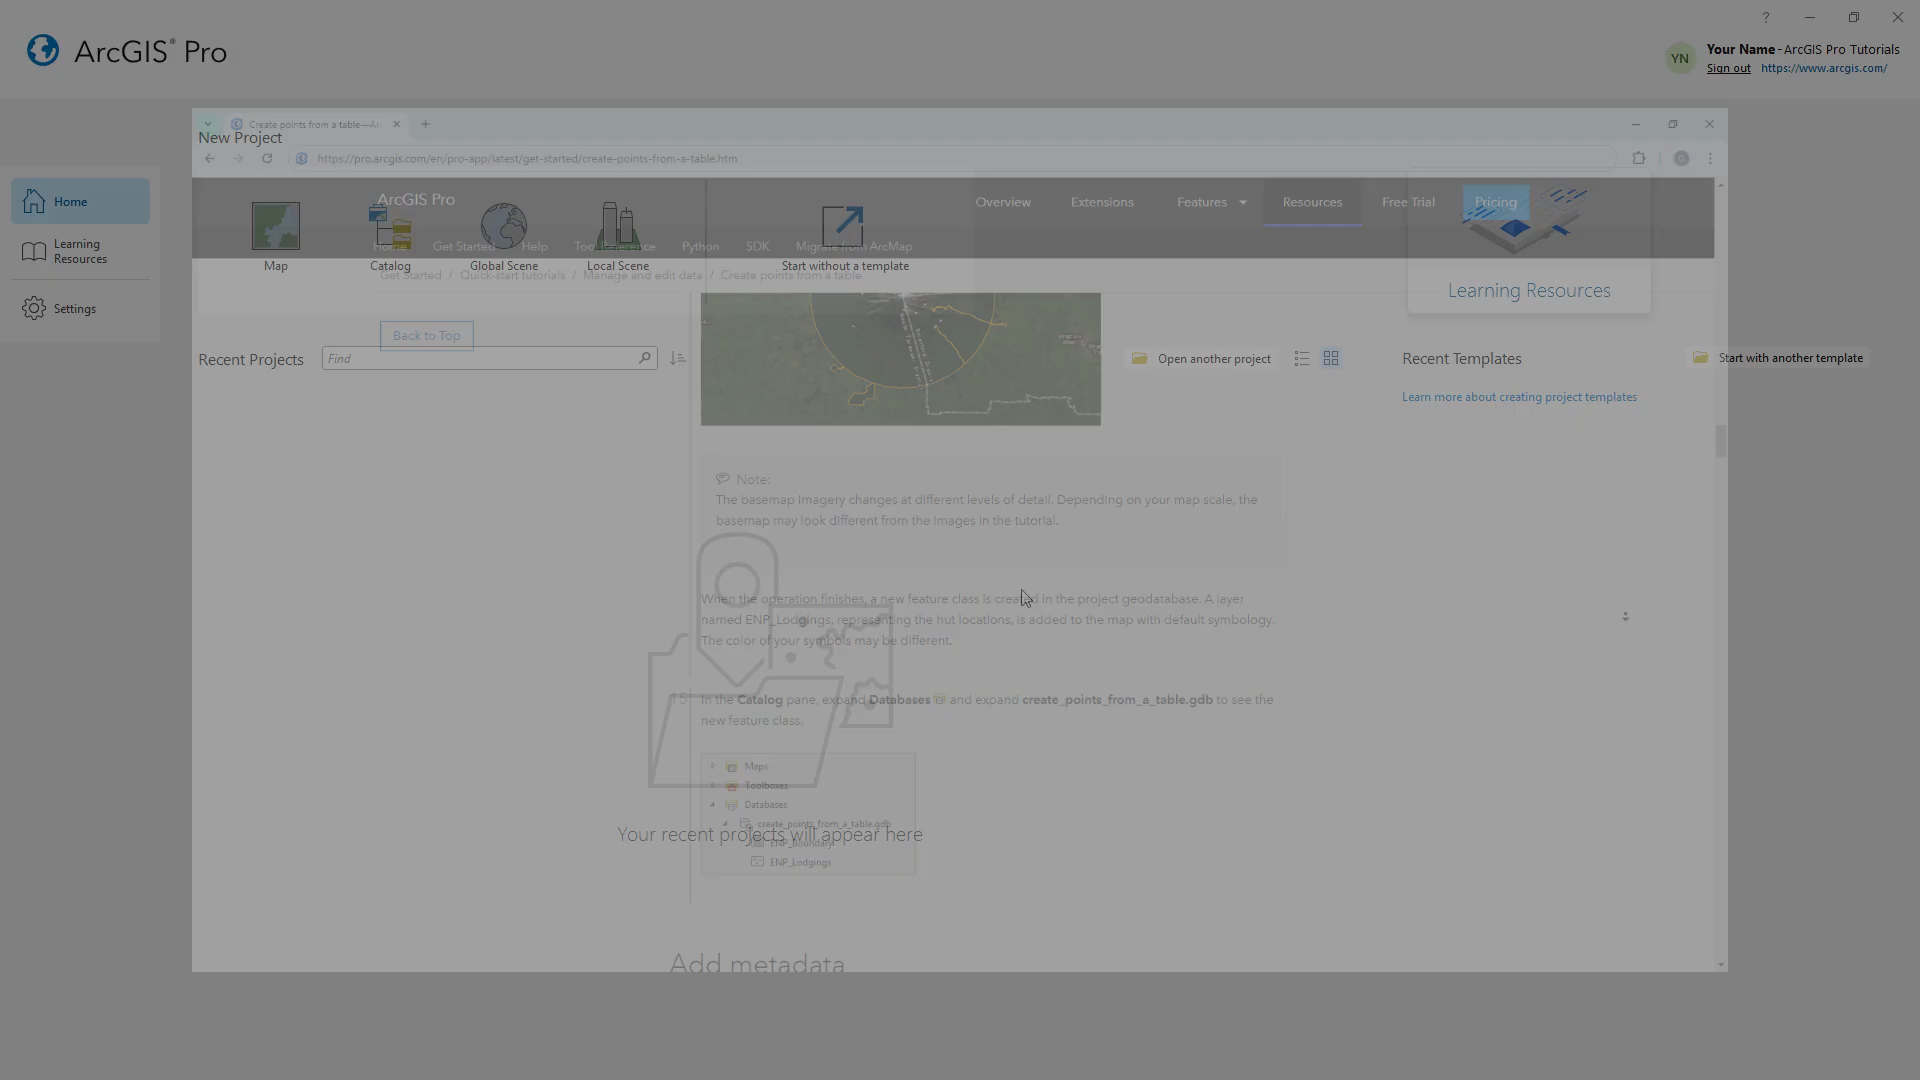 ArcGIS® Pro
?
YN
Your Name - ArcGIS Pro Tutorials
Sign out https://www.arcgis.com/
Home
Learning
Resources
Settings
Create points from a table—Ar
New Project
https://pro.arcgis.com/en/pro-app/latest/get-started/create-points-from-a-table.htm
ArcGIS Pro
Overview Extensions Features Resources Free Trial Pricing
Home Get Started Help Tool Reference Python SDK Migrate from ArcMap
Map Catalog Global Scene Local Scene Start without a template
Get Started / Quick-start tutorials / Manage and edit data / Create points from a table
Learning Resources
Back to Top
Recent Projects
Find
Open another project
Recent Templates
Start with another template
Learn more about creating project templates
Note:
The basemap imagery changes at different levels of detail. Depending on your map scale, the
basemap may look different from the images in the tutorial.
When the operation finishes, a new feature class is created in the project geodatabase. A layer
named ENP_Lodgings, representing the hut locations, is added to the map with default symbology.
The color of your symbols may be different.
15 In the Catalog pane, expand Databases and expand create_points_from_a_table.gdb to see the
new feature class.
Maps
Toolboxes
Databases
create_points_from_a_table.gdb
Your recent projects will appear here
ENP_Boundary
ENP_Lodgings
Add metadata